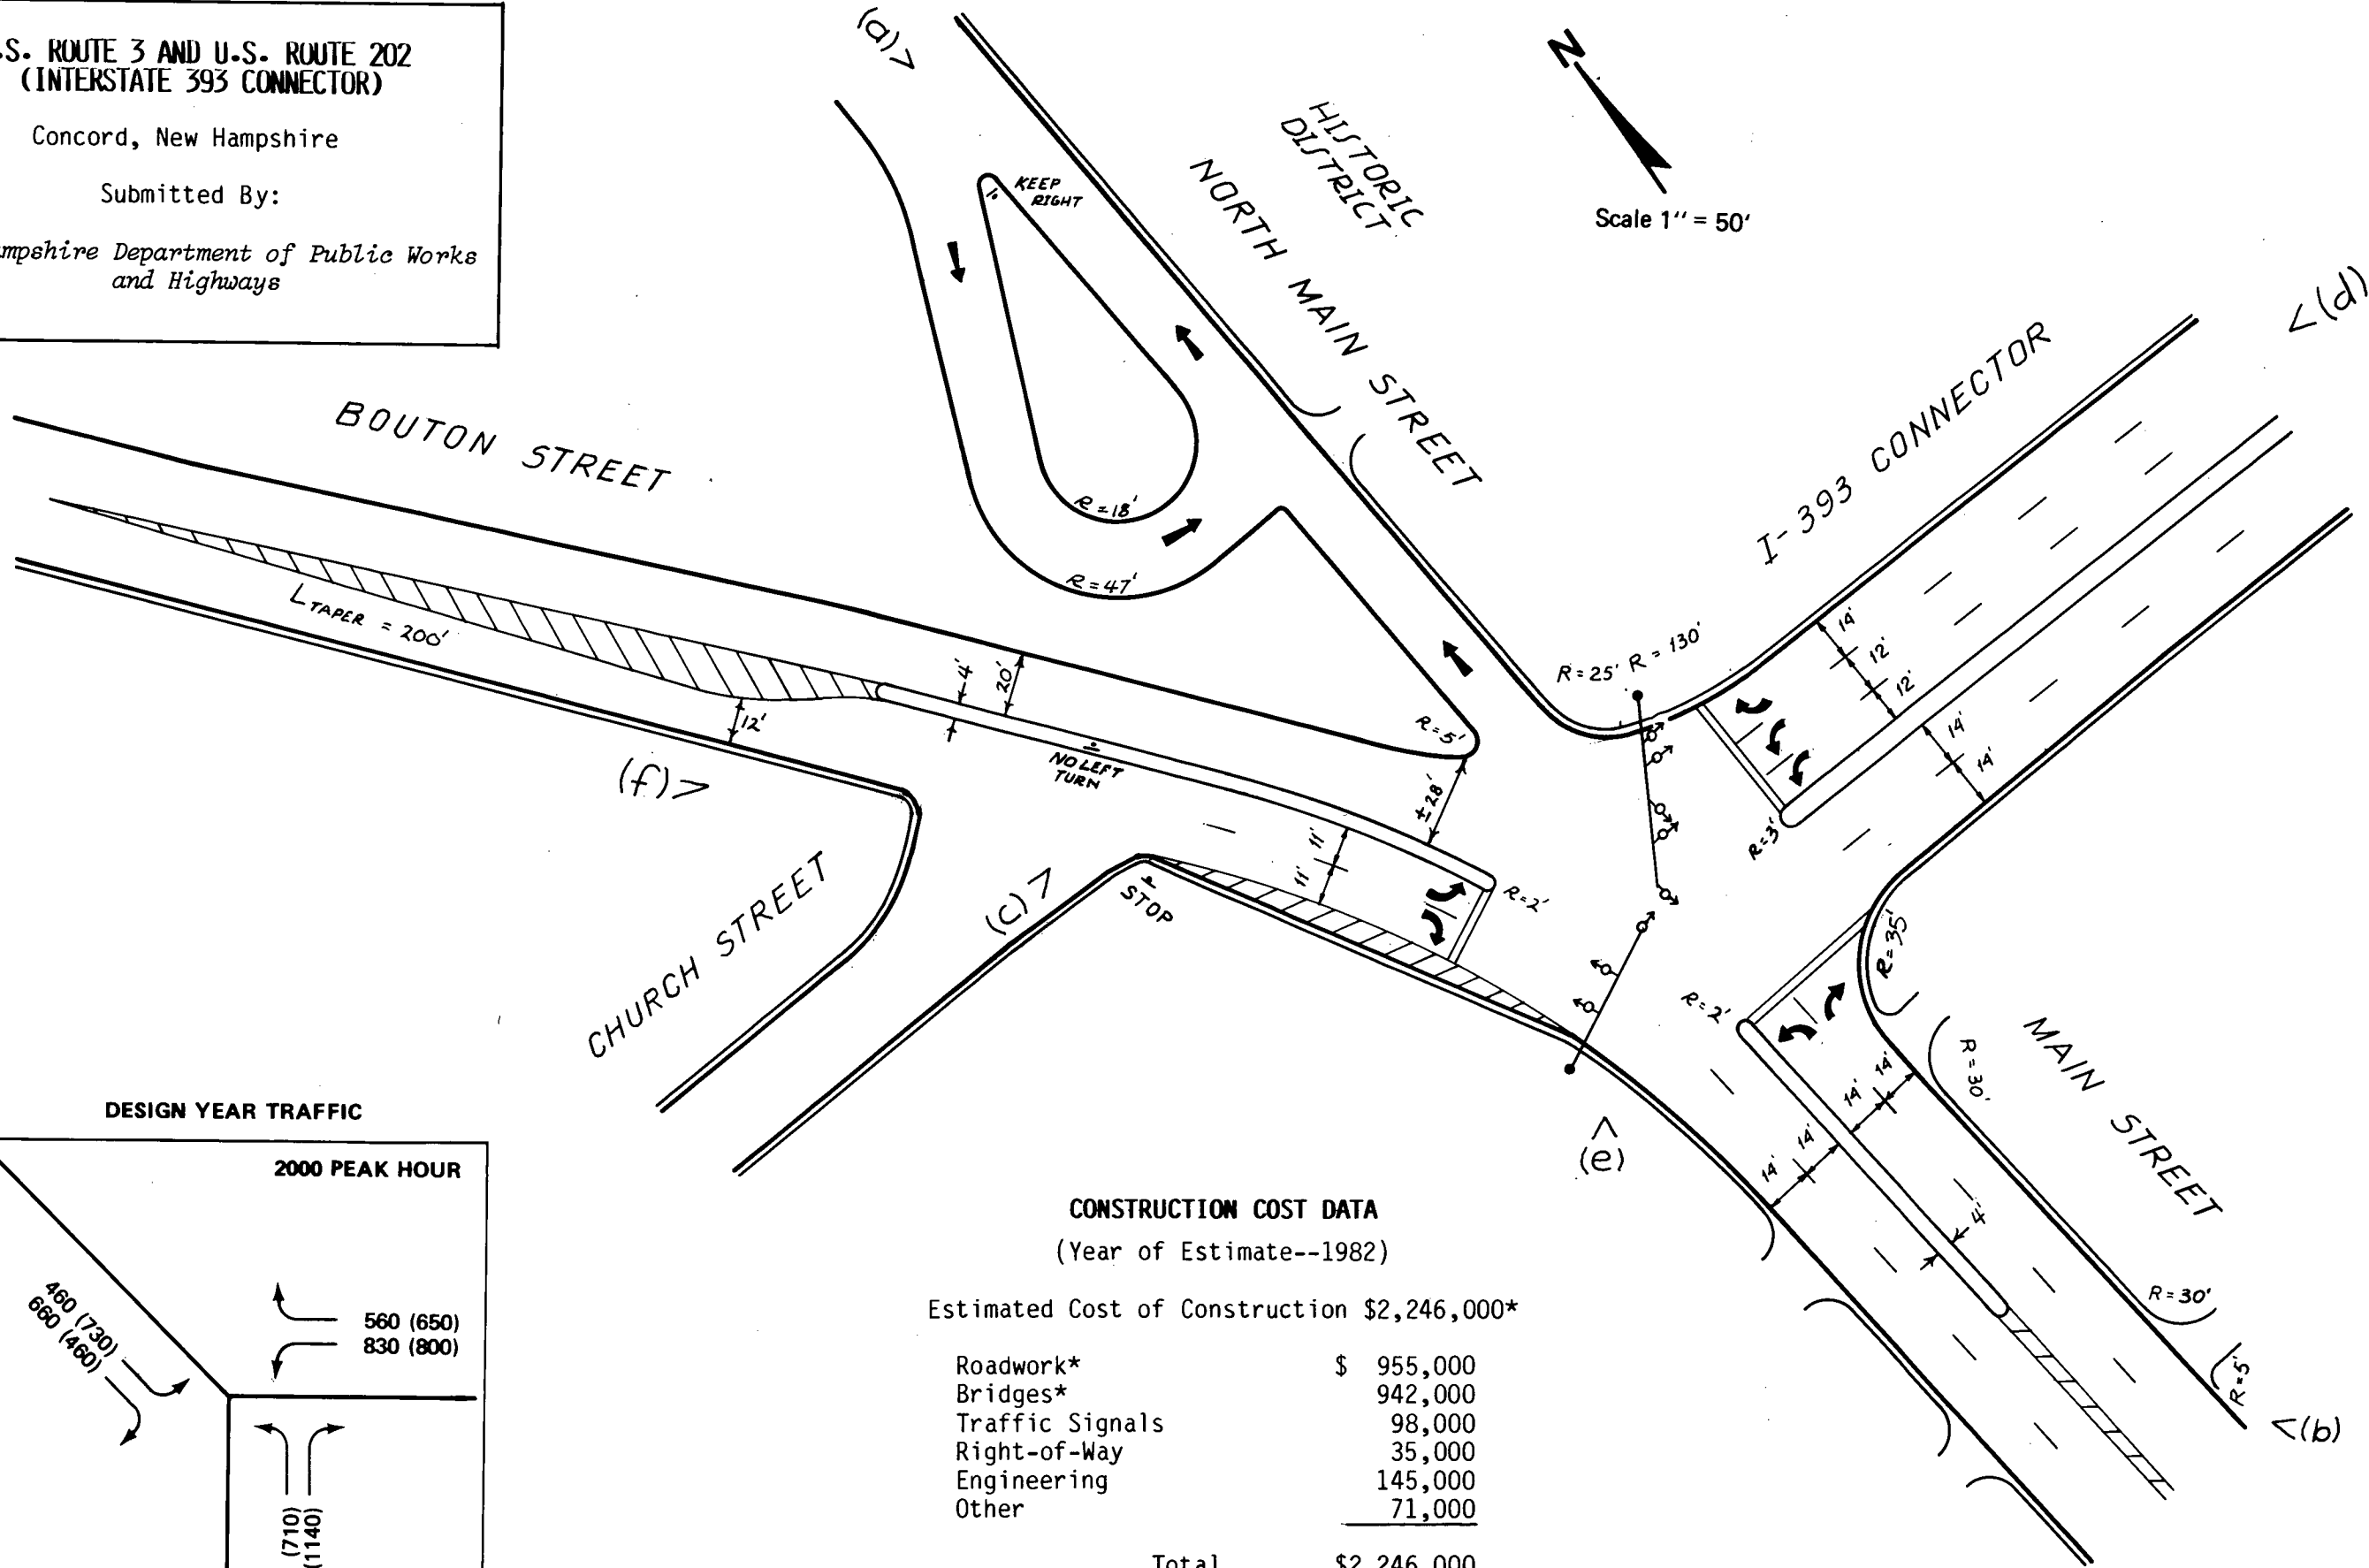 .S. ROUTE 3 AND U.S. ROUTE 202
(INTERSTATE 393 CONNECTOR)
Concord, New Hampshire
Submitted By:
mpshire Department of Public Works
and Highways
(a)>
KEEP
RIGHT
HISTORIC
DISTRICT
NORTH MAIN STREET
N
Scale 1" = 50'
<(d)
I-393 CONNECTOR
BOUTON STREET
R=18'
R=47'
L TAPER = 200'
12'
4'
20'
NO LEFT
TURN
R=5'
±28'
R=25' R=130'
14'
12'
12'
14'
14'
R=3'
(f)>
CHURCH STREET
(c)>
STOP
11'
11'
R=2'
R=2'
R=35'
R=30'
MAIN STREET
14'
14'
14'
14'
4'
R=30'
R=5'
<(b)
>
(e)
DESIGN YEAR TRAFFIC
2000 PEAK HOUR
460 (730)
660 (460)
560 (650)
830 (800)
(710)
(1140)
CONSTRUCTION COST DATA
(Year of Estimate--1982)
Estimated Cost of Construction $2,246,000*
Roadwork* $ 955,000
Bridges* 942,000
Traffic Signals 98,000
Right-of-Way 35,000
Engineering 145,000
Other 71,000
Total $2,246,000